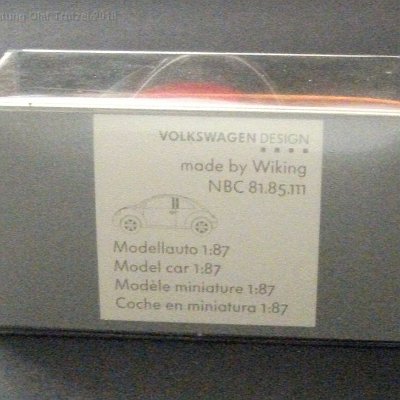 VOLKSWAGEN DESIGN
made by Wiking
NBC 81.85.111
Modellauto 1:87
Model car 1:87
Modèle miniature 1:87
Coche en miniatura 1:87